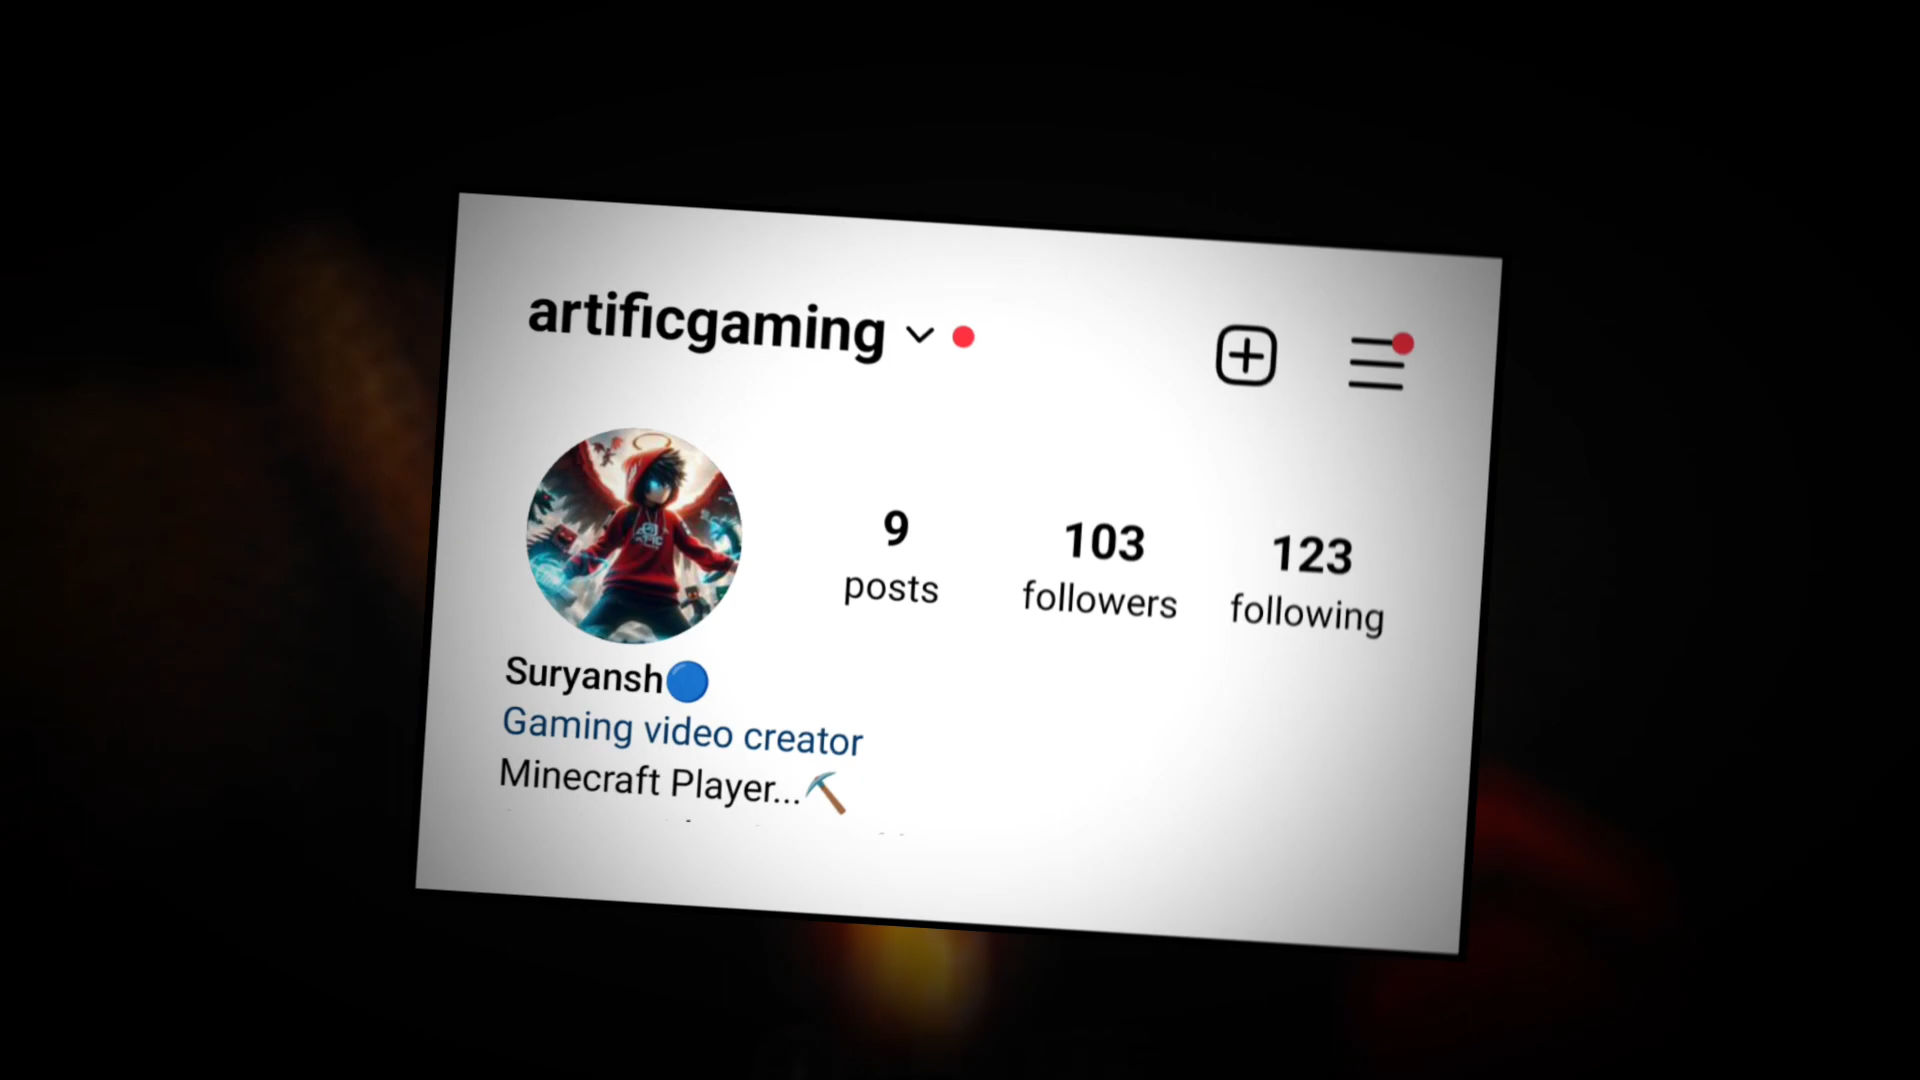 artificgaming
9 103 123
posts followers following
Suryansh🔵
Gaming video creator
Minecraft Player...⛏️